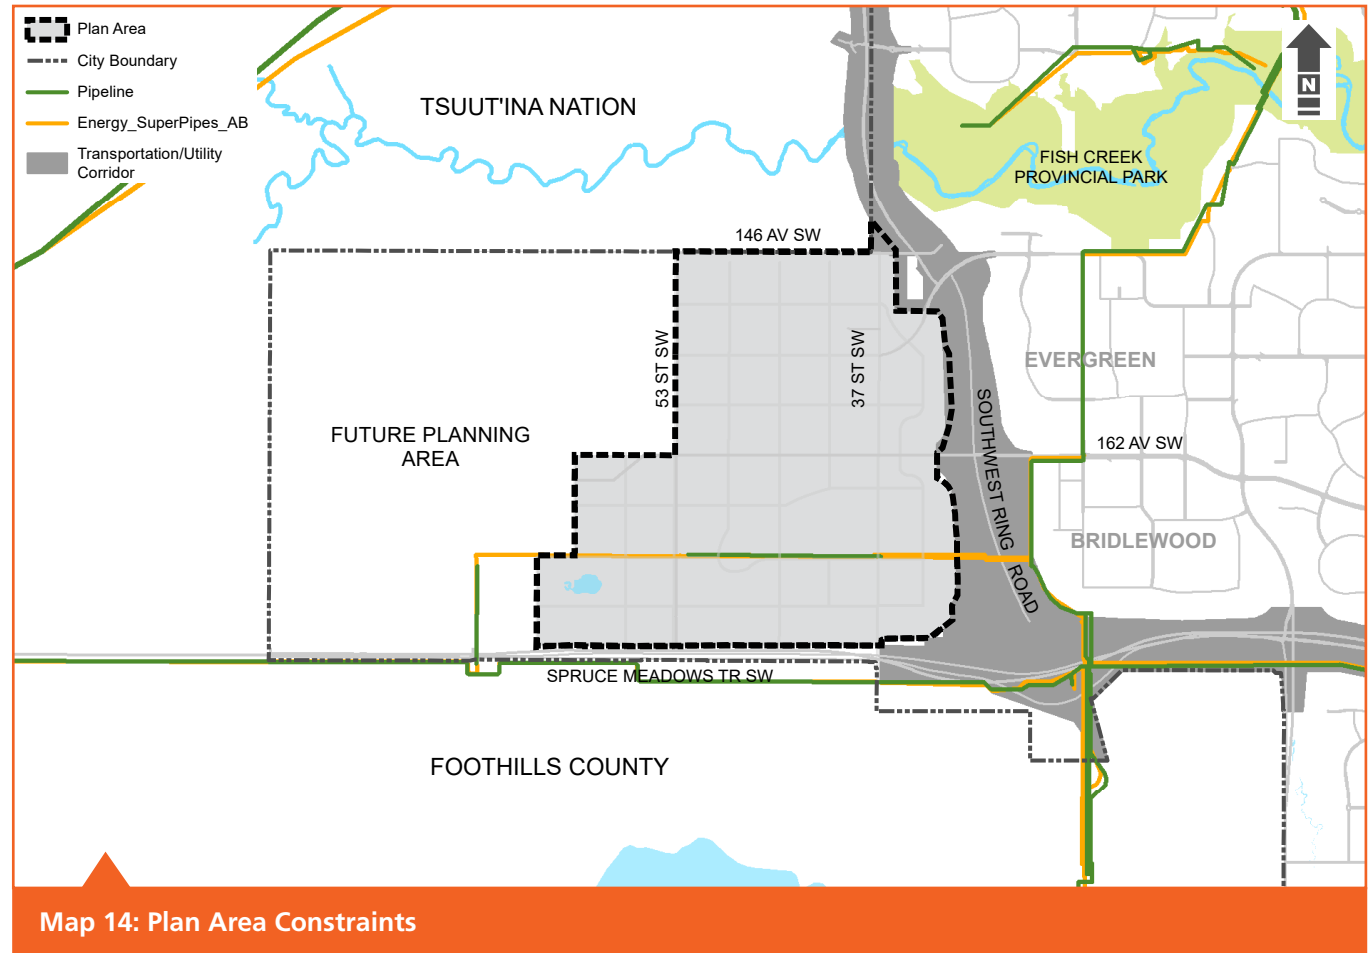 Plan Area
City Boundary
Pipeline
Energy_SuperPipes_AB
Transportation/Utility
Corridor
TSUUT'INA NATION
N
FISH CREEK
PROVINCIAL PARK
146 AV SW
53 ST SW
37 ST SW
EVERGREEN
SOUTHWEST RING ROAD
FUTURE PLANNING
AREA
162 AV SW
BRIDLEWOOD
SPRUCE MEADOWS TR SW
FOOTHILLS COUNTY
Map 14: Plan Area Constraints